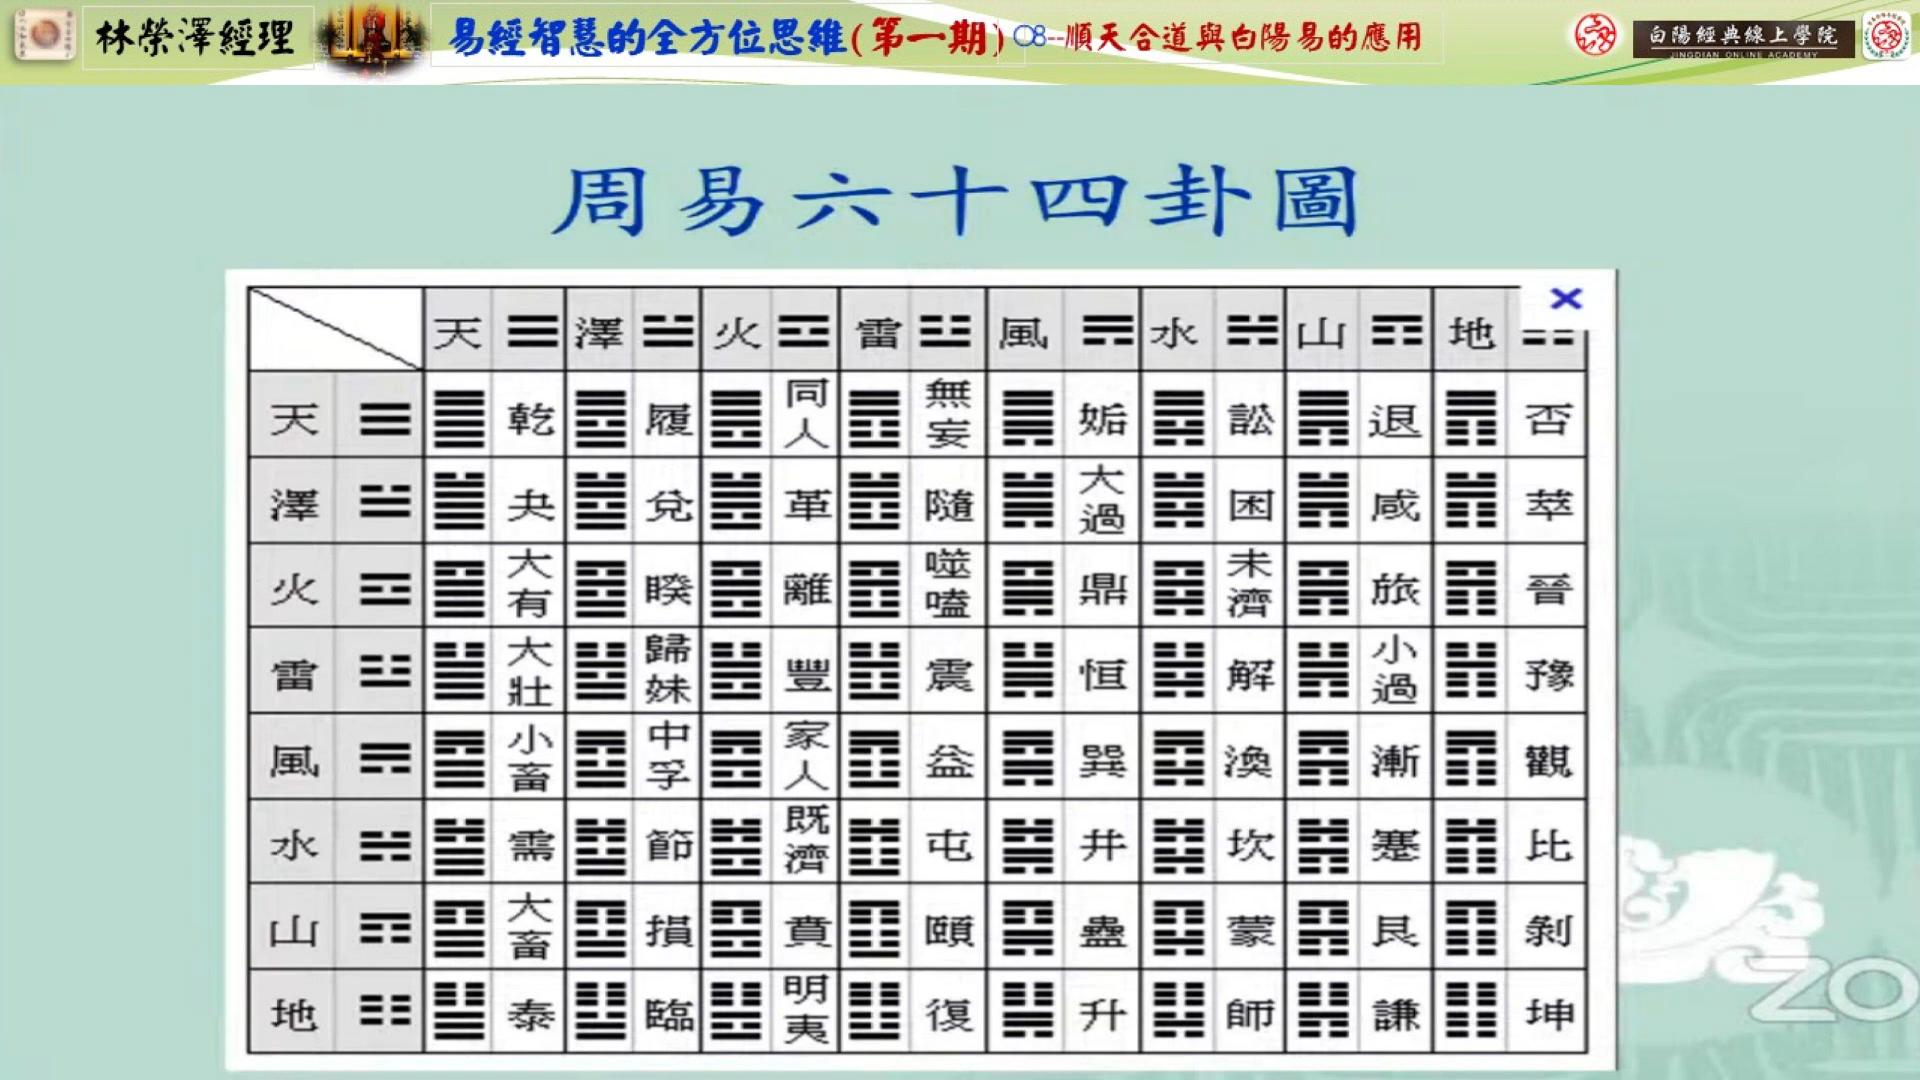 林榮澤經理 易經智慧的全方位思維(第一期) 08--順天合道與白陽易的應用 白陽經典線上學院
JINGDIAN ONLINE ACADEMY
周易六十四卦圖
天 澤 火 雷 風 水 山 地
天 乾 履 同人 無妄 姤 訟 退 否
澤 夬 兌 革 隨 大過 困 咸 萃
火 大有 睽 離 噬嗑 鼎 未濟 旅 晉
雷 大壯 歸妹 豐 震 恒 解 小過 豫
風 小畜 中孚 家人 益 巽 渙 漸 觀
水 需 節 既濟 屯 井 坎 蹇 比
山 大畜 損 賁 頤 蠱 蒙 艮 剝
地 泰 臨 明夷 復 升 師 謙 坤